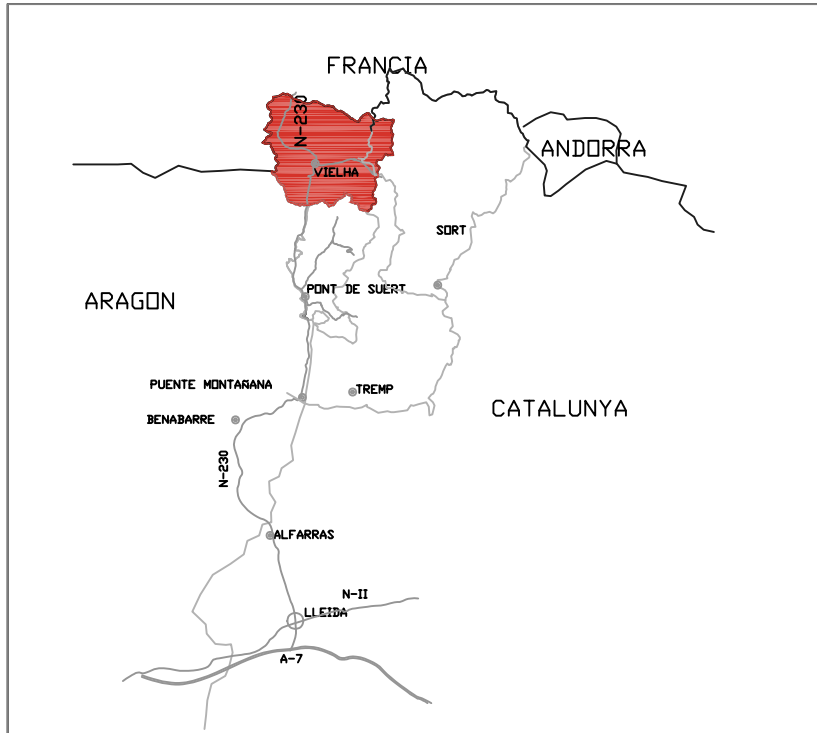 FRANCIA
N-230
ANDORRA
VIELHA
SORT
PONT DE SUERT
ARAGON
PUENTE MONTAÑANA
TREMP
CATALUNYA
BENABARRE
N-230
ALFARRAS
N-II
LLEIDA
A-7